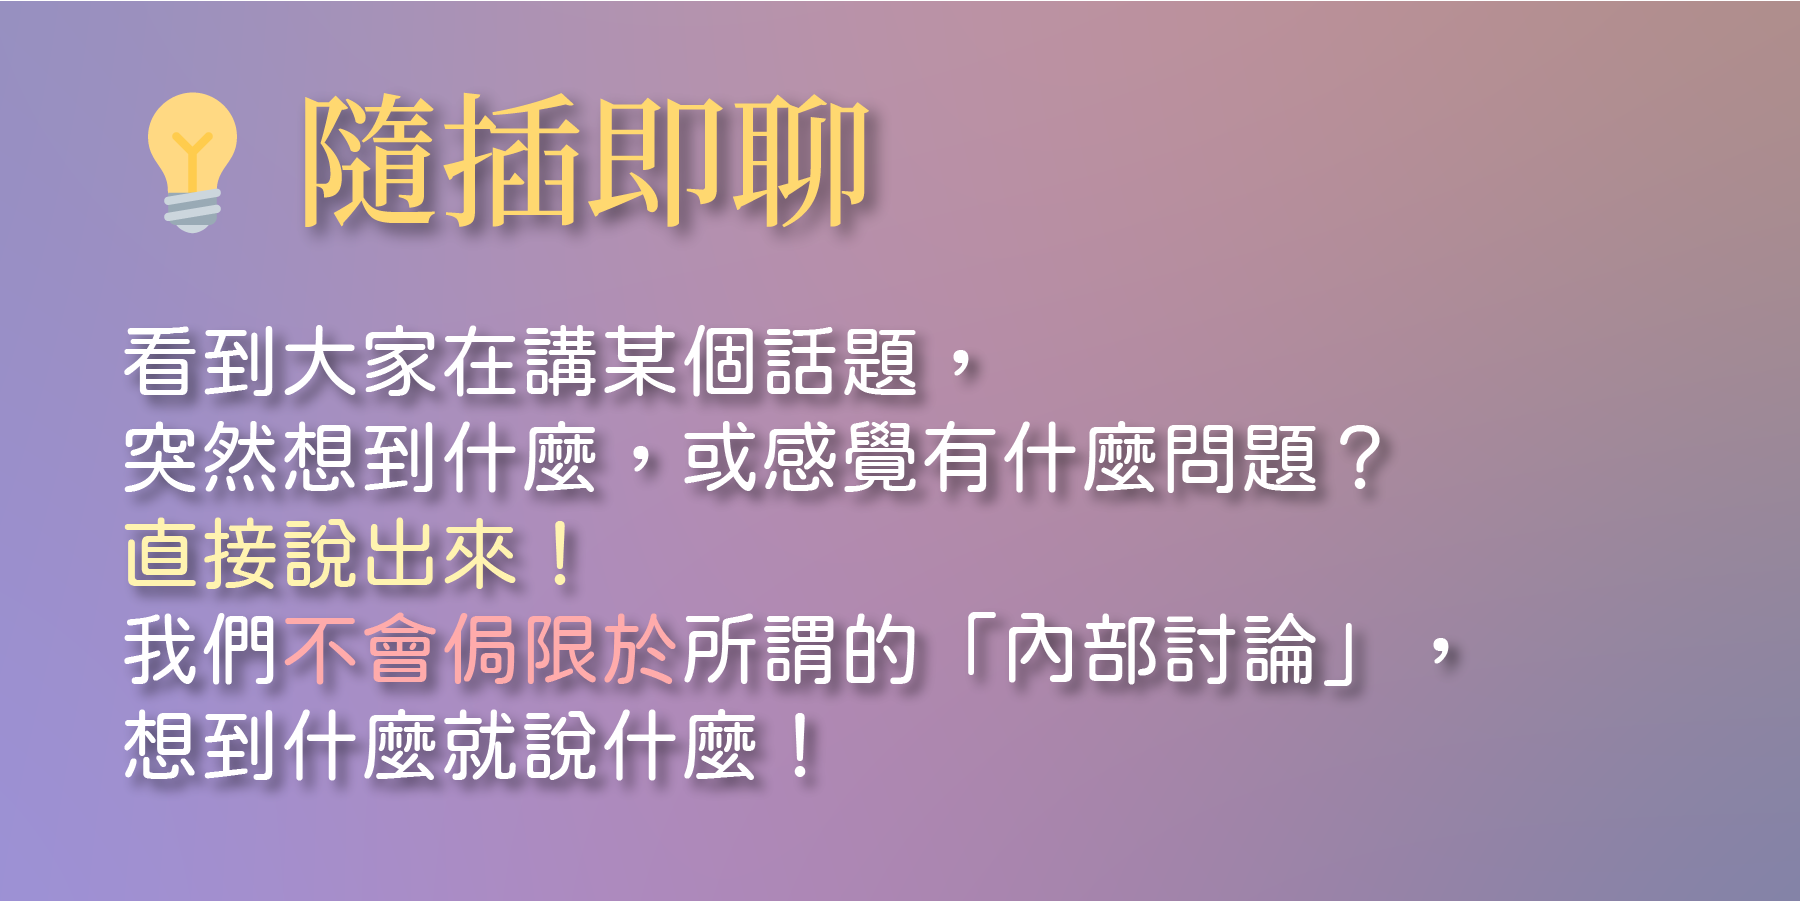 隨插即聊
看到大家在講某個話題，
突然想到什麼，或感覺有什麼問題？
直接說出來！
我們不會侷限於所謂的「內部討論」，
想到什麼就說什麼！